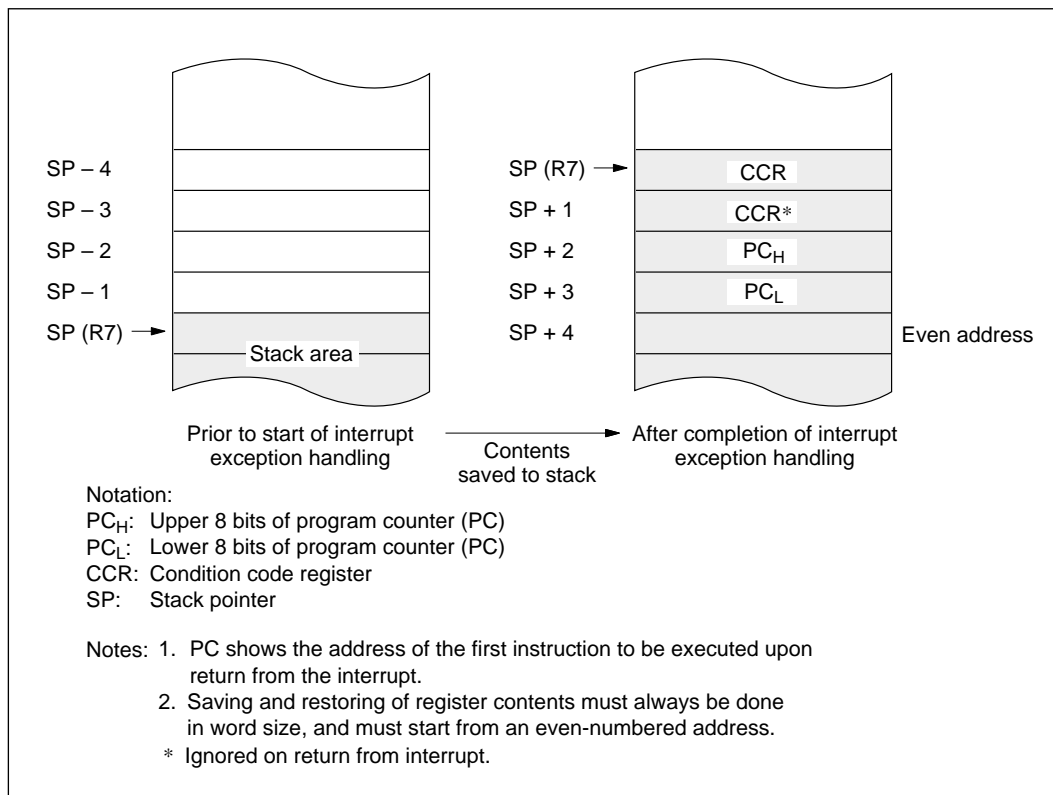 SP – 4
SP – 3
SP – 2
SP – 1
SP (R7)
Stack area
SP (R7)
SP + 1
SP + 2
SP + 3
SP + 4
CCR
CCR*
PCH
PCL
Even address
Prior to start of interrupt
exception handling
Contents
saved to stack
After completion of interrupt
exception handling
Notation:
PCH: Upper 8 bits of program counter (PC)
PCL: Lower 8 bits of program counter (PC)
CCR: Condition code register
SP: Stack pointer
Notes: 1. PC shows the address of the first instruction to be executed upon
return from the interrupt.
2. Saving and restoring of register contents must always be done
in word size, and must start from an even-numbered address.
* Ignored on return from interrupt.